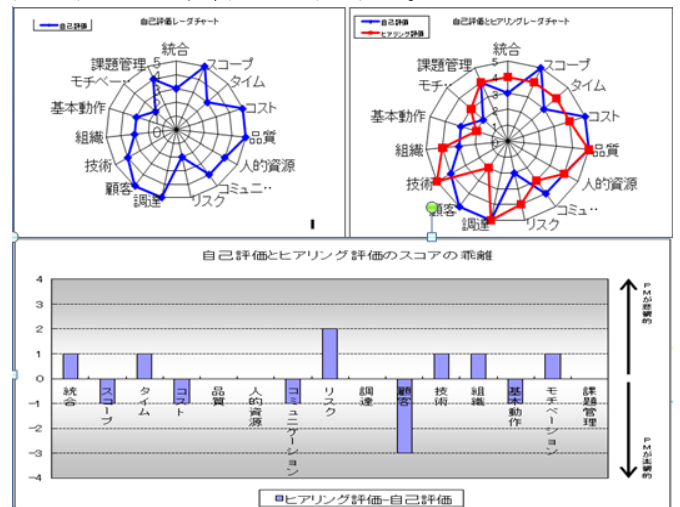 自己評価レーダチャート
自己評価
統合
スコープ
タイム
コスト
品質
人的資源
コミュニ…
リスク
調達
顧客
技術
組織
基本動作
モチベー…
課題管理
5
0
自己評価とヒアリングレーダチャート
自己評価
ヒアリング評価
統合
スコープ
タイム
コスト
品質
人的資源
コミュ…
リスク
調達
顧客
技術
組織
基本動作
モチ…
課題管理
5
4
3
2
1
0
自己評価とヒアリング評価のスコアの乖離
4
3
2
1
0
-1
-2
-3
-4
統合
スコープ
タイム
コスト
品質
人的資源
コミュニケーション
リスク
調達
顧客
技術
組織
基本動作
モチベーション
課題管理
PMが悲観的
PMが楽観的
ヒアリング評価-自己評価